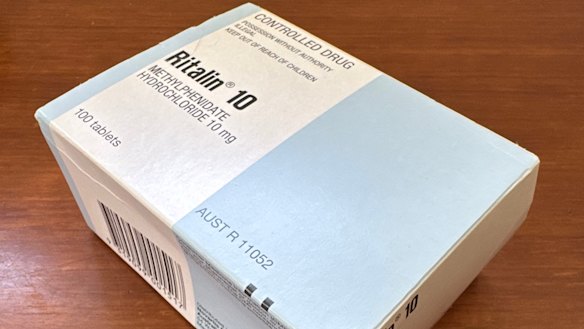 CONTROLLED DRUG
POSSESSION WITHOUT AUTHORITY
ILLEGAL
KEEP OUT OF REACH OF CHILDREN
Ritalin® 10
METHYLPHENIDATE
HYDROCHLORIDE 10 mg
100 tablets
AUST R 11052
® 10